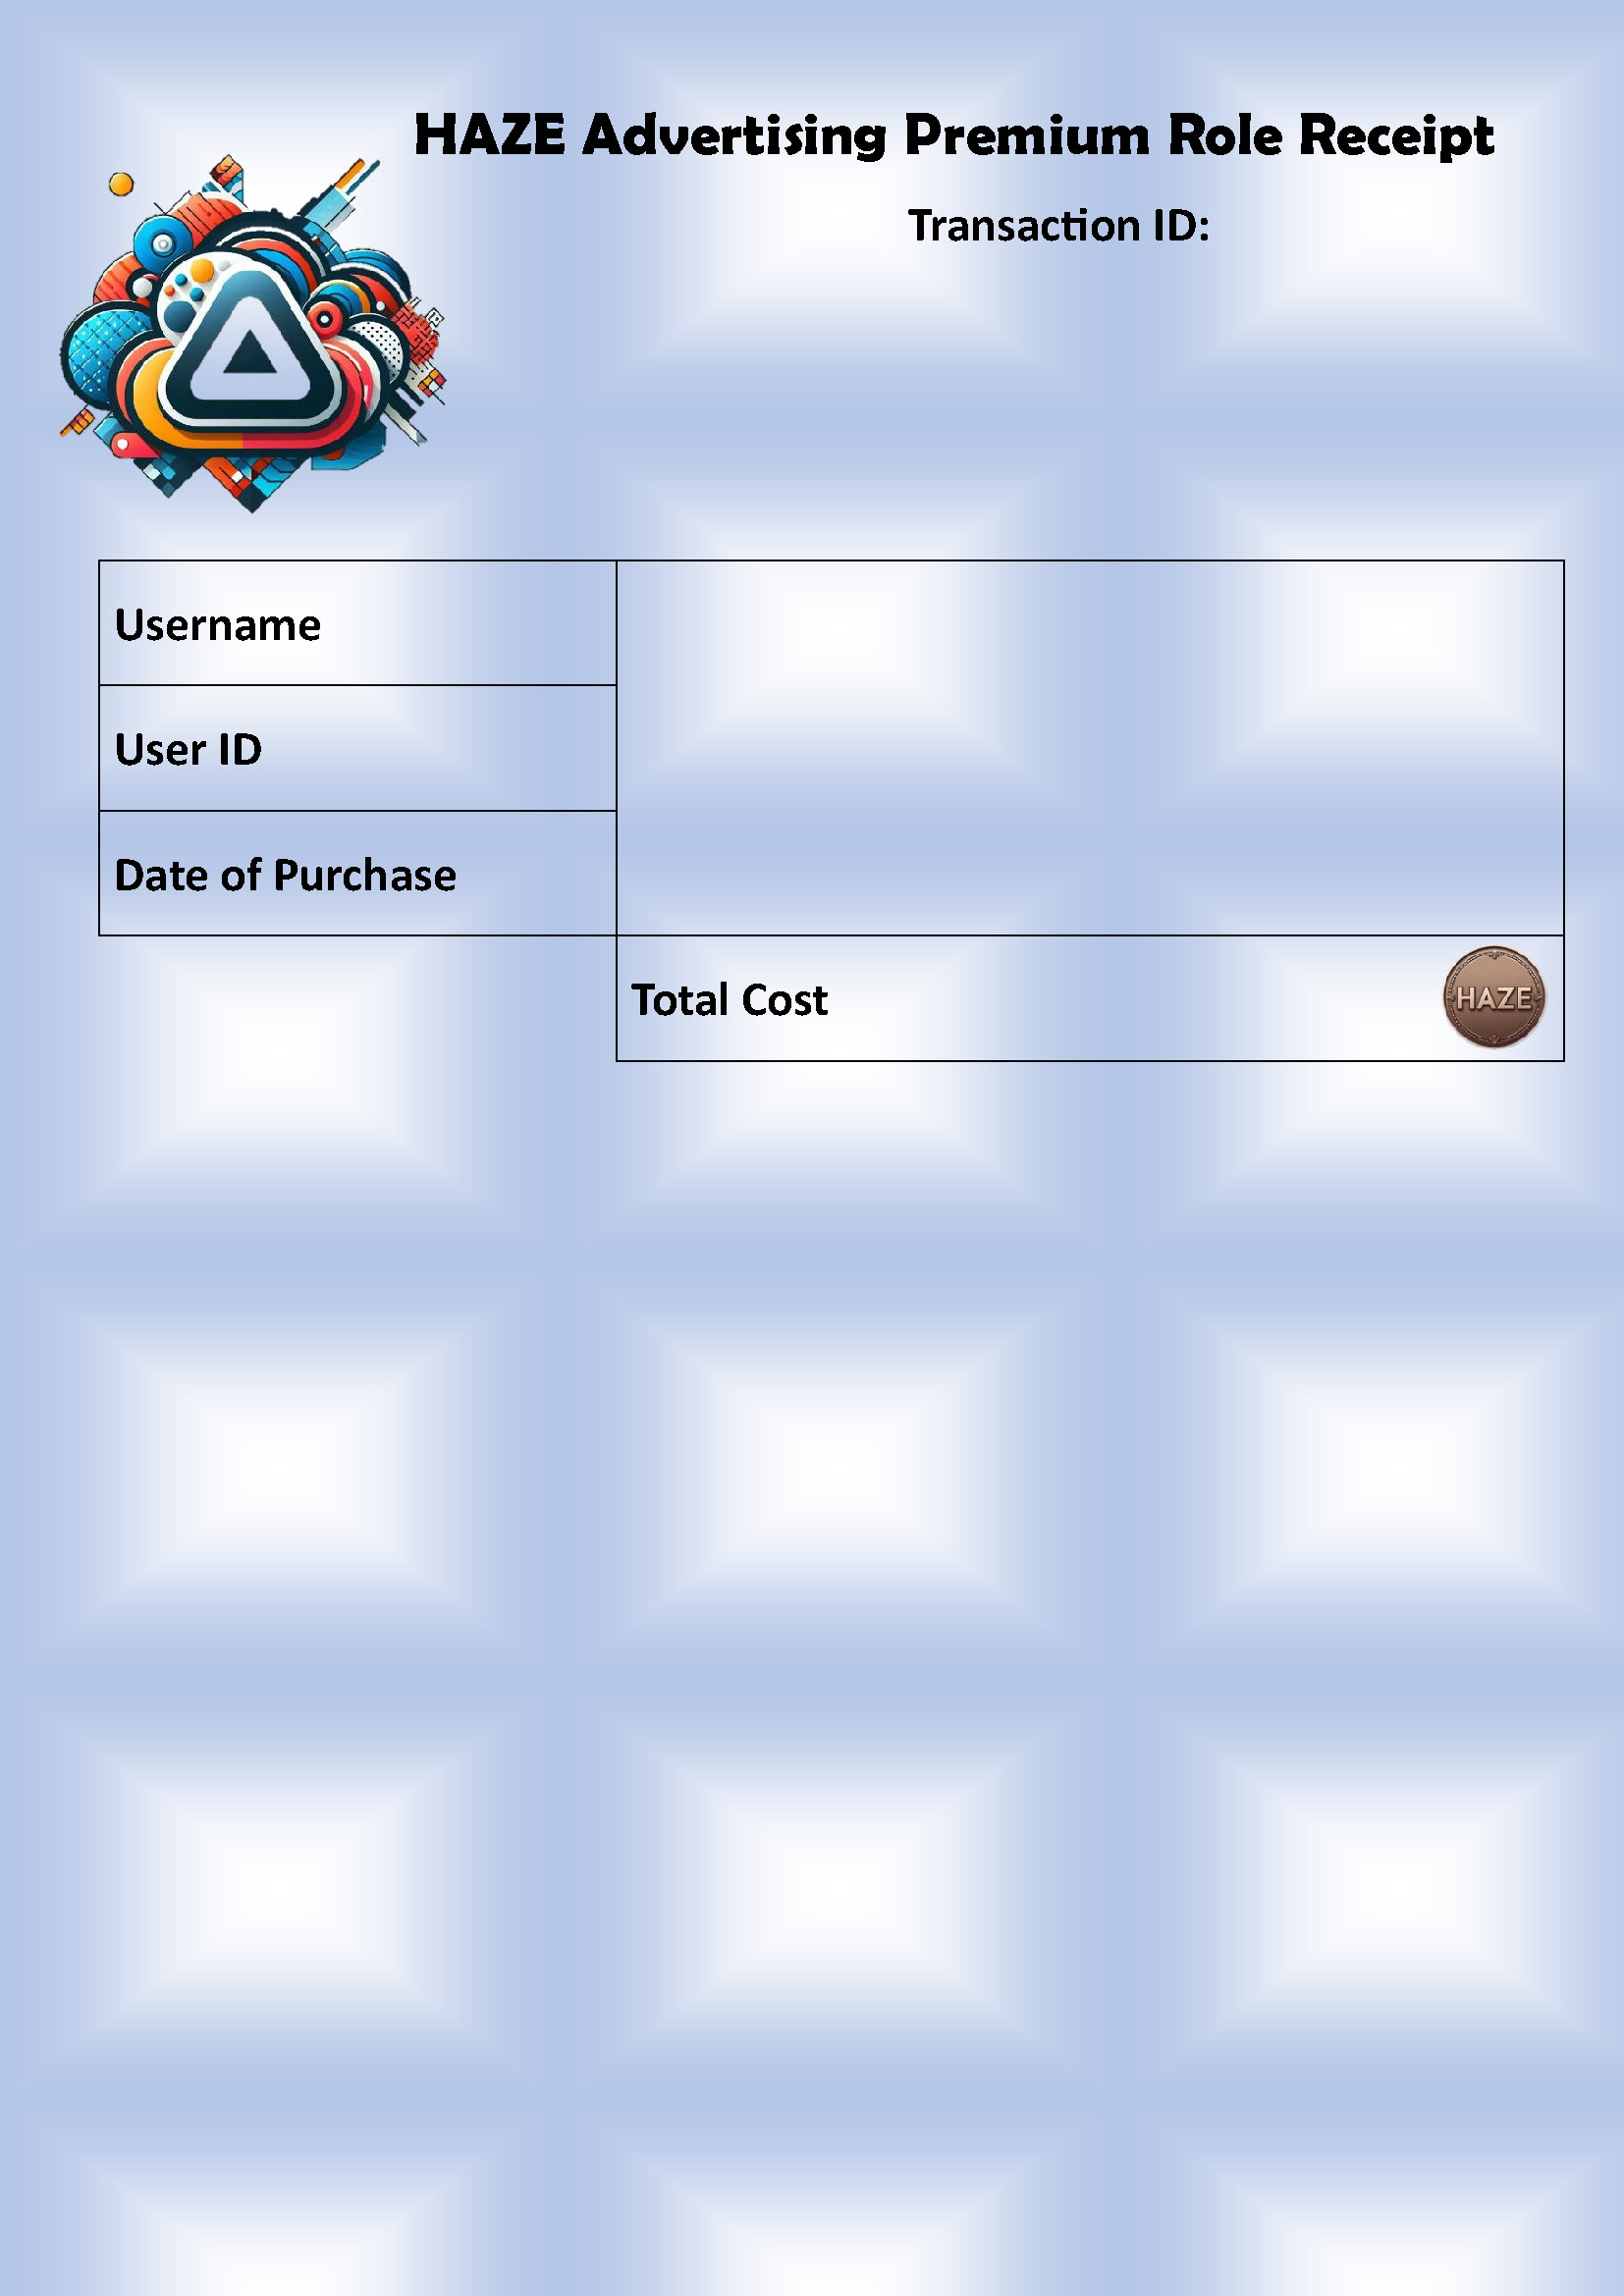 HAZE Advertising Premium Role Receipt
Transaction ID:
Username
User ID
Date of Purchase
Total Cost
HAZE